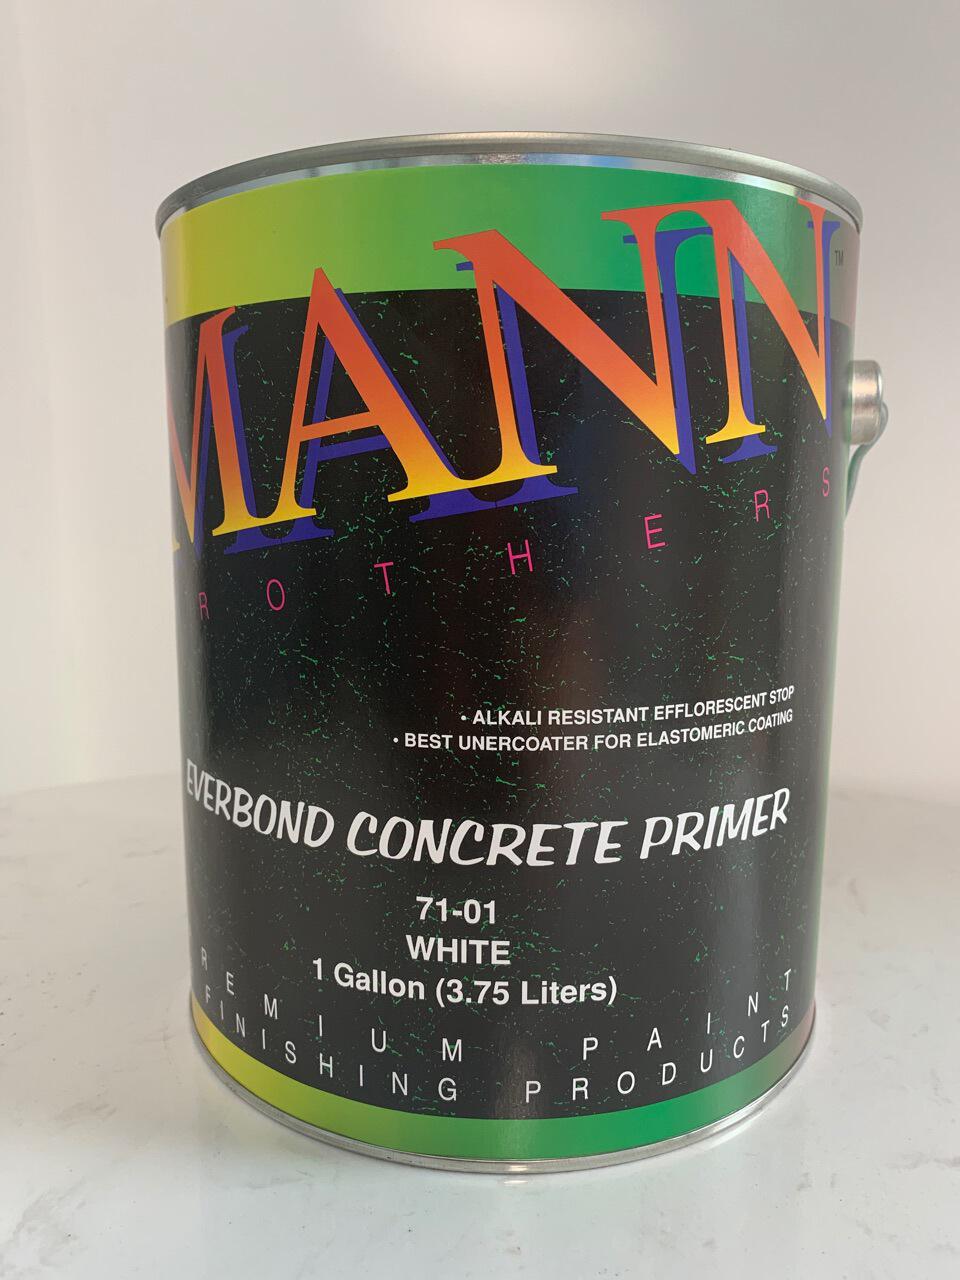 MANN
™
ROTHERS
• ALKALI RESISTANT EFFLORESCENT STOP
• BEST UNERCOATER FOR ELASTOMERIC COATING
EVERBOND CONCRETE PRIMER
71-01
WHITE
1 Gallon (3.75 Liters)
REMIUM PAINT
FINISHING PRODUCTS